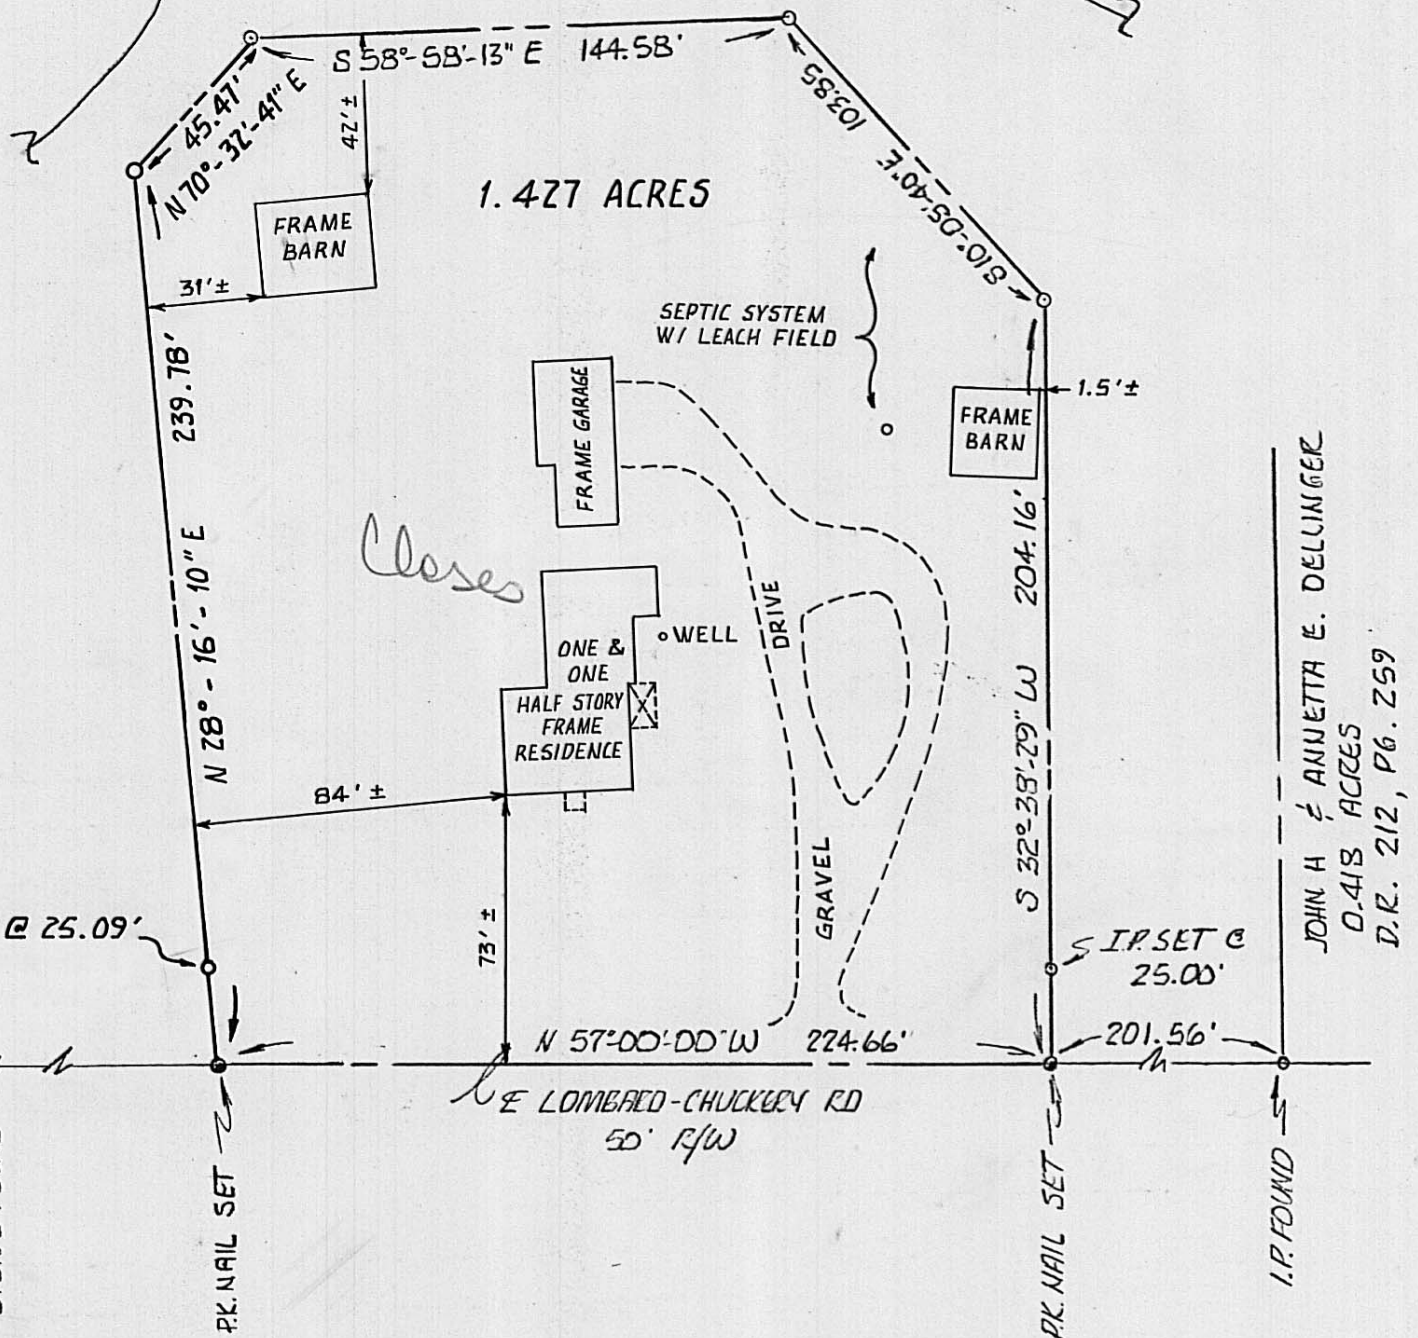 S 58°-58'-13" E 144.58'
45.47'
N 70°-32'-41" E
42'±
103.85
S10°-05'-40"E
1.427 ACRES
FRAME
BARN
31'±
SEPTIC SYSTEM
W/ LEACH FIELD
FRAME GARAGE
FRAME
BARN
1.5'±
N 28°-16'-10" E 239.78'
Closes
ONE &
ONE
HALF STORY
FRAME
RESIDENCE
WELL
GRAVEL DRIVE
S 32°-38'-29" W 204.16'
84'±
73'±
@ 25.09'
I.P. SET @
25.00'
JOHN H & ANNETTA E. DELLINGER
0.418 ACRES
D.R. 212, PG. 259
N 57°-00'-00" W 224.66'
201.56'
℄ LOMBARD-CHUCKERY RD
50' R/W
P.K. NAIL SET
P.K. NAIL SET
I.P. FOUND